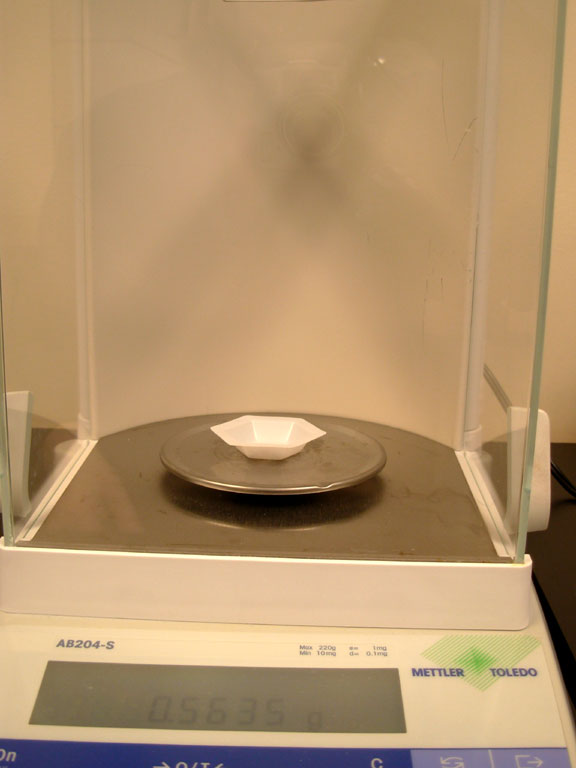 AB204-S
Max 220g e= 1mg
Min 10mg d= 0.1mg
METTLER TOLEDO
0.5635 g
On
→O/T←
C